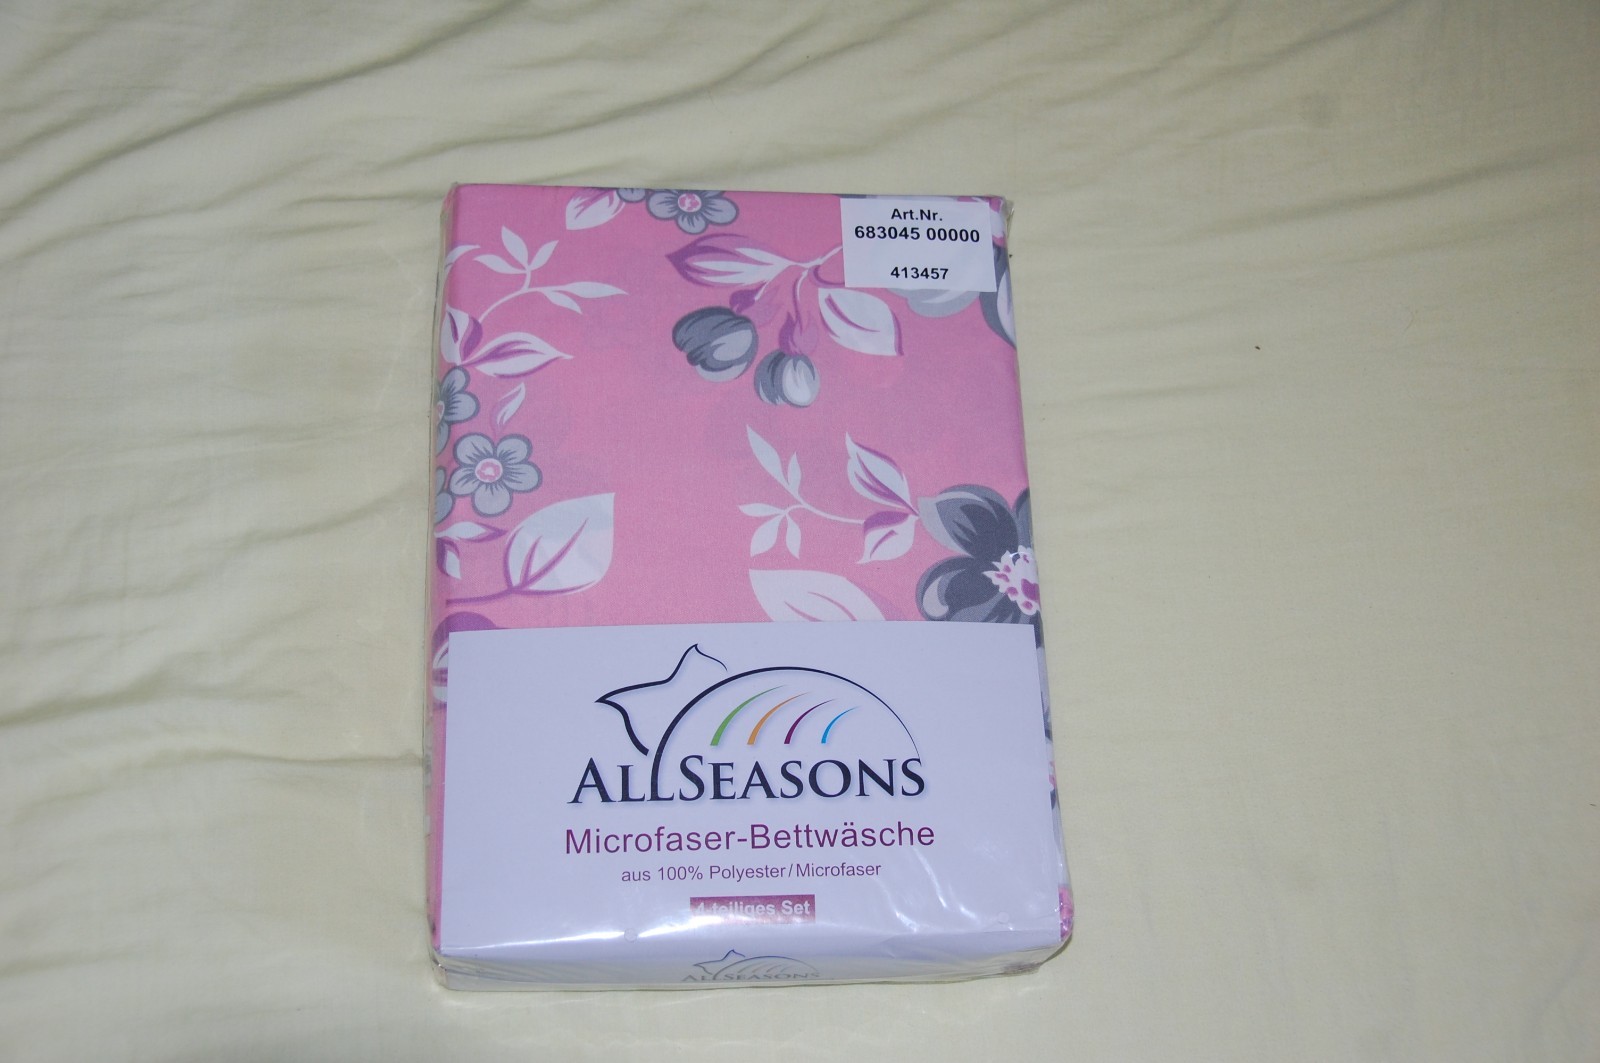 Art.Nr.
683045 00000
413457
ALLSEASONS
Microfaser-Bettwäsche
aus 100% Polyester/Microfaser
4-teiliges Set
ALLSEASONS